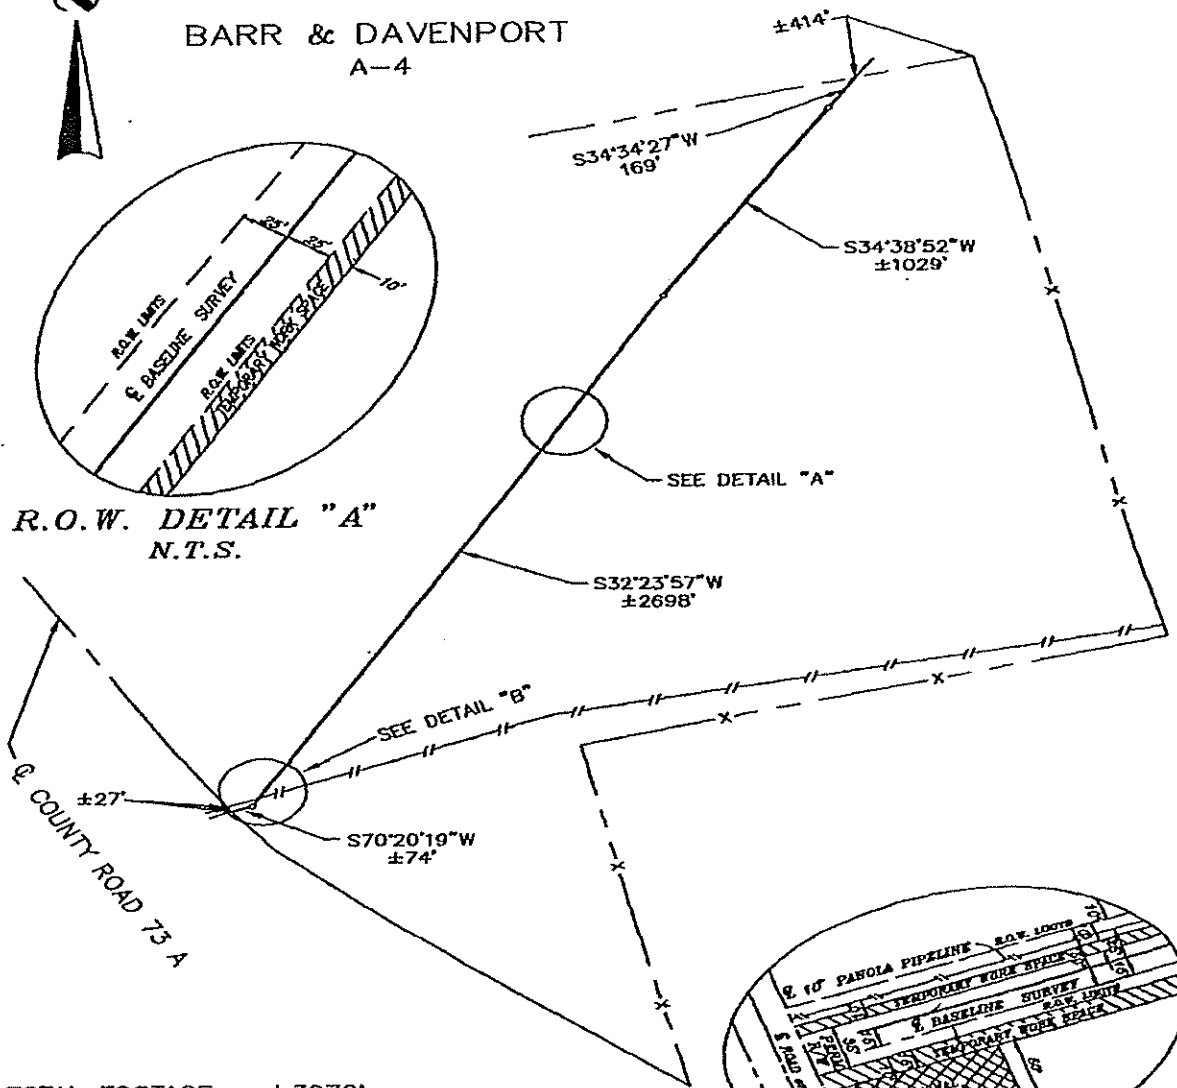 BARR & DAVENPORT
A-4
±414'
S34°34'27"W
169'
S34°38'52"W
±1029'
25'
25'
10'
R.O.W. LIMITS
℄ BASELINE SURVEY
R.O.W. LIMITS
TEMPORARY WORK SPACE
R.O.W. DETAIL "A"
N.T.S.
SEE DETAIL "A"
S32°23'57"W
±2698'
SEE DETAIL "B"
±27'
S70°20'19"W
±74'
℄ COUNTY ROAD 73 A
℄ 10" PANOLA PIPELINE
TEMPORARY WORK SPACE
℄ BASELINE SURVEY
R.O.W. LIMITS
TEMPORARY WORK SPACE